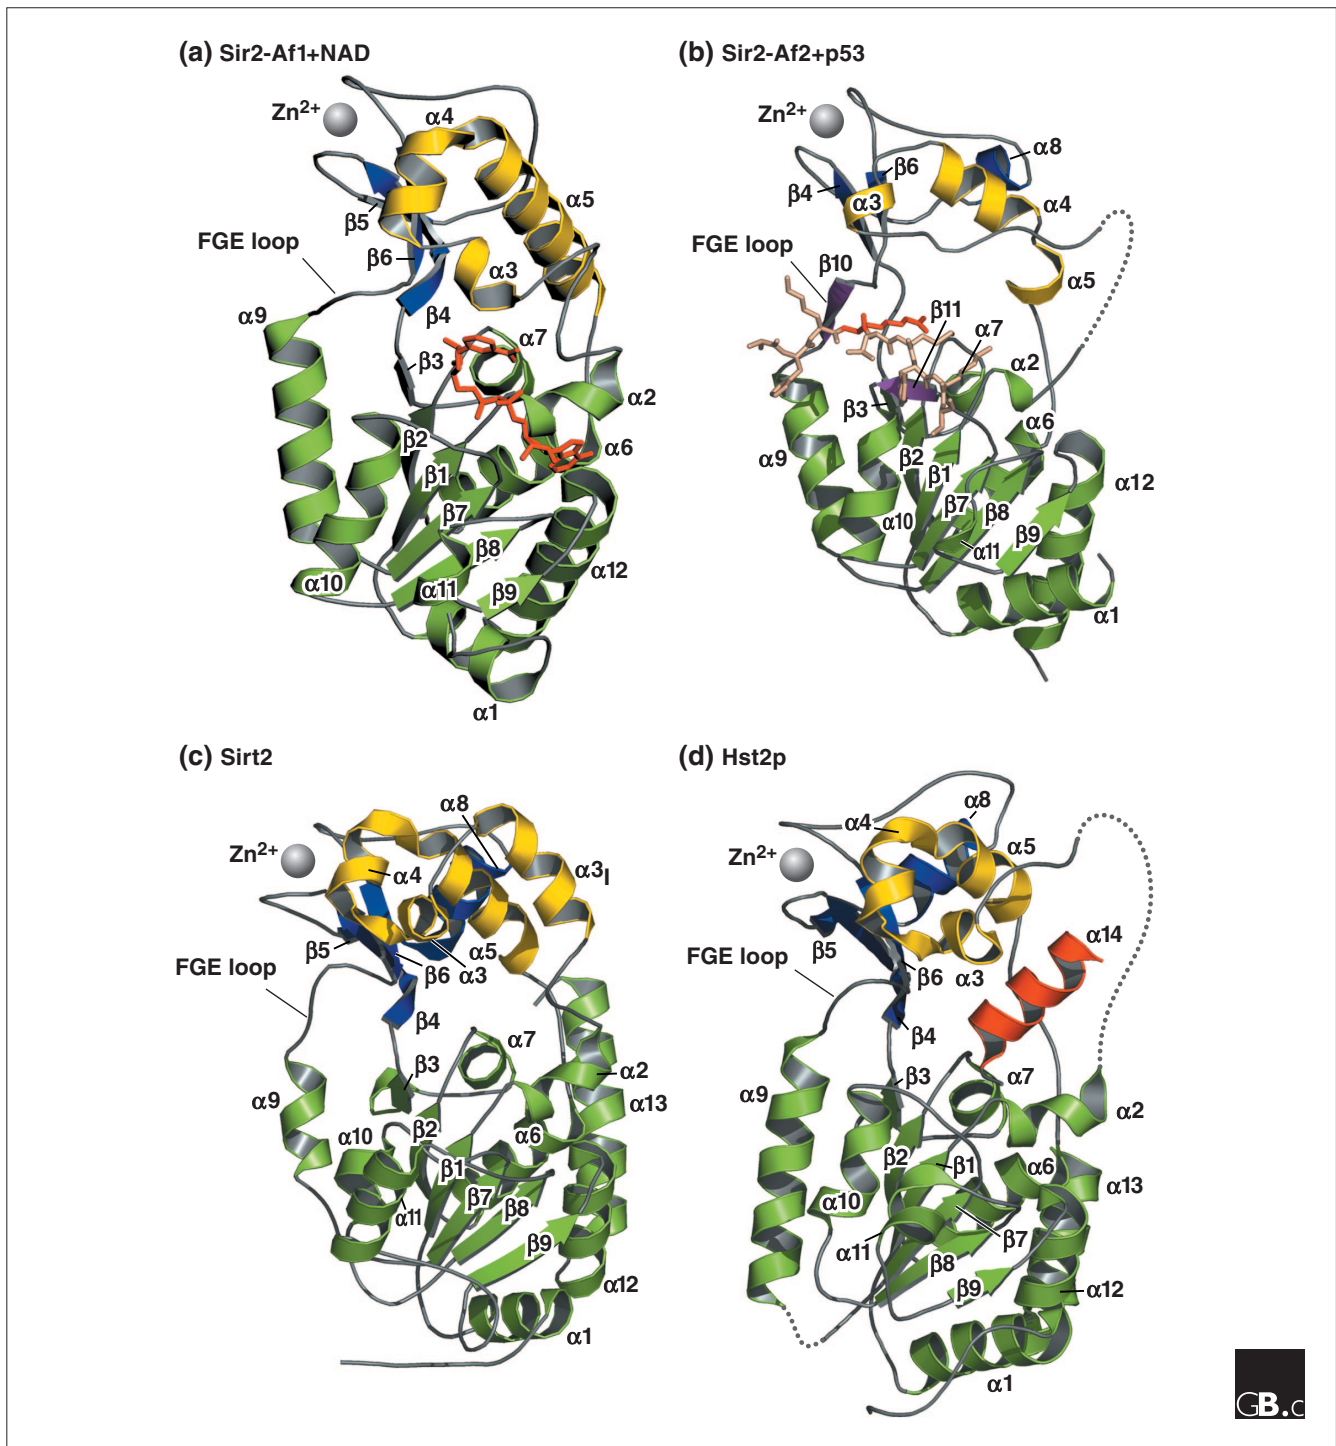 (a) Sir2-Af1+NAD
Zn2+
α4
α5
β5
FGE loop
β6
α3
α9
β4
α7
β3
α2
β2
α6
β1
β7
β8
α10
α11
β9
α12
α1
(b) Sir2-Af2+p53
Zn2+
α8
β6
β4
α3
α4
FGE loop
β10
α5
β11
α7
α2
β3
α6
α9
β2
β1
α12
α10
β7
β8
α11
β9
α1
(c) Sirt2
α8
Zn2+
α4
α3I
β5
α5
FGE loop
β6
α3
β4
α7
β3
α2
α9
α13
α10
β2
α6
β1
α11
β7
β8
β9
α12
α1
(d) Hst2p
α8
α4
α5
Zn2+
α14
β5
β6
α3
FGE loop
β4
α7
β3
α9
α2
β2
β1
α6
α13
α10
α11
β7
β8
β9
α12
α1
GB.c